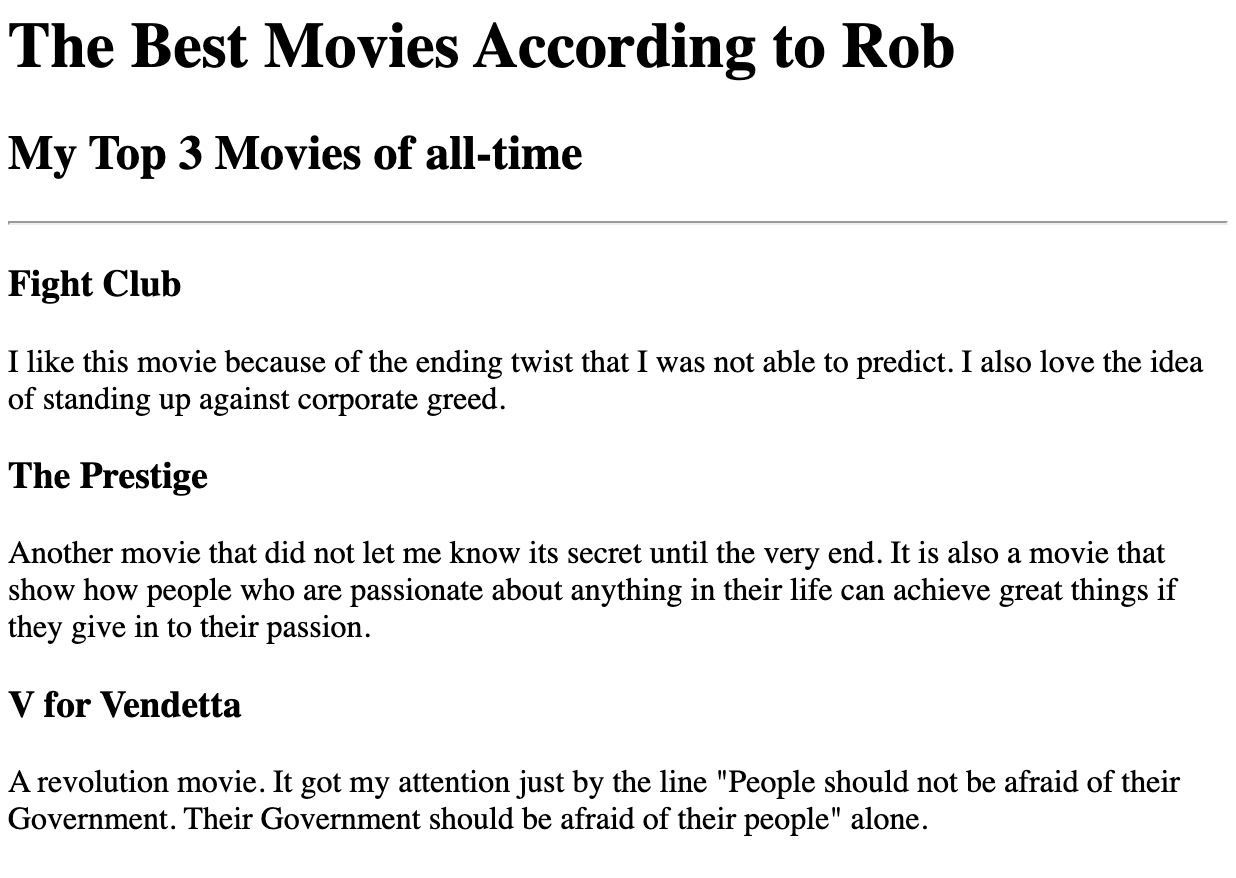 The Best Movies According to Rob
My Top 3 Movies of all-time
Fight Club
I like this movie because of the ending twist that I was not able to predict. I also love the idea
of standing up against corporate greed.
The Prestige
Another movie that did not let me know its secret until the very end. It is also a movie that
show how people who are passionate about anything in their life can achieve great things if
they give in to their passion.
V for Vendetta
A revolution movie. It got my attention just by the line "People should not be afraid of their
Government. Their Government should be afraid of their people" alone.